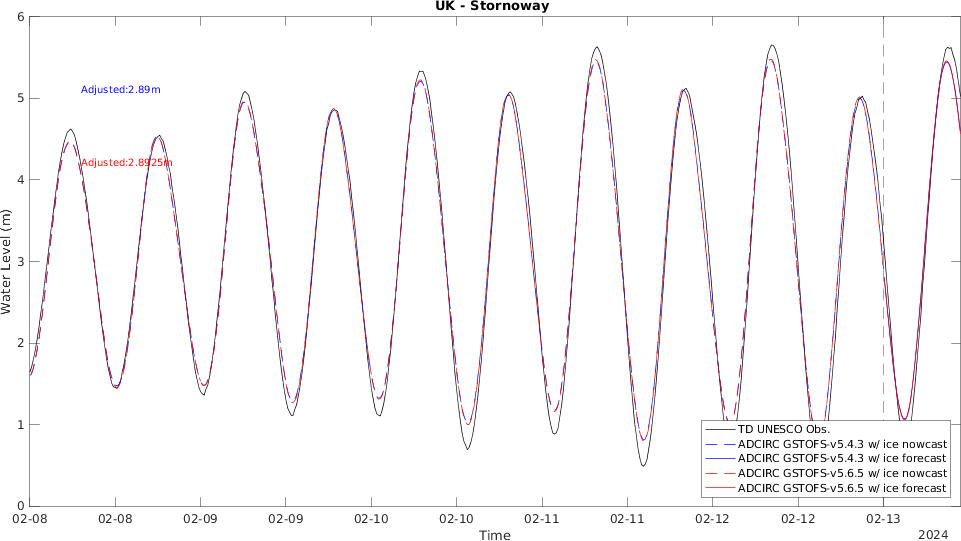 UK - Stornoway
6
5
4
3
2
1
0
Water Level (m)
Adjusted:2.89m
Adjusted:2.8925m
TD UNESCO Obs.
ADCIRC GSTOFS-v5.4.3 w/ ice nowcast
ADCIRC GSTOFS-v5.4.3 w/ ice forecast
ADCIRC GSTOFS-v5.6.5 w/ ice nowcast
ADCIRC GSTOFS-v5.6.5 w/ ice forecast
02-08 02-08 02-09 02-09 02-10 02-10 02-11 02-11 02-12 02-12 02-13
Time
2024